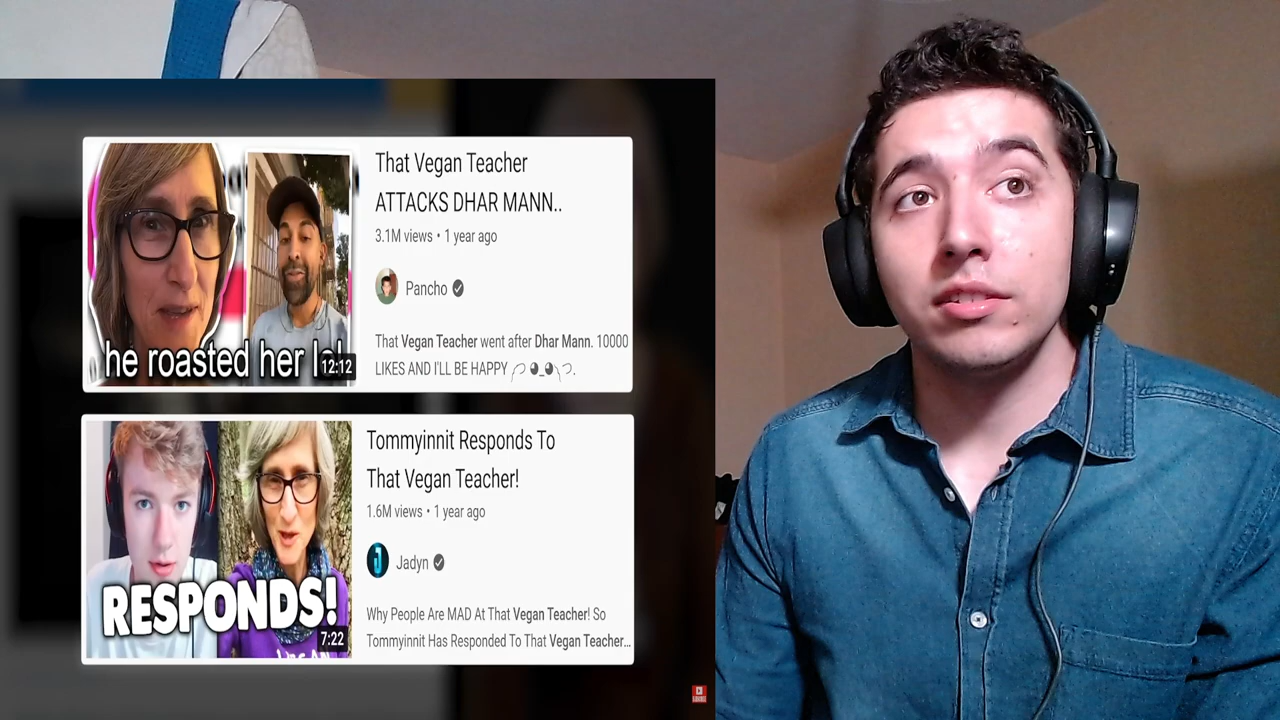 That Vegan Teacher
ATTACKS DHAR MANN..
3.1M views • 1 year ago
Pancho
That Vegan Teacher went after Dhar Mann. 10000
LIKES AND I'LL BE HAPPY
he roasted her lol
12:12
Tommyinnit Responds To
That Vegan Teacher!
1.6M views • 1 year ago
Jadyn
Why People Are MAD At That Vegan Teacher! So
Tommyinnit Has Responded To That Vegan Teacher...
RESPONDS!
7:22